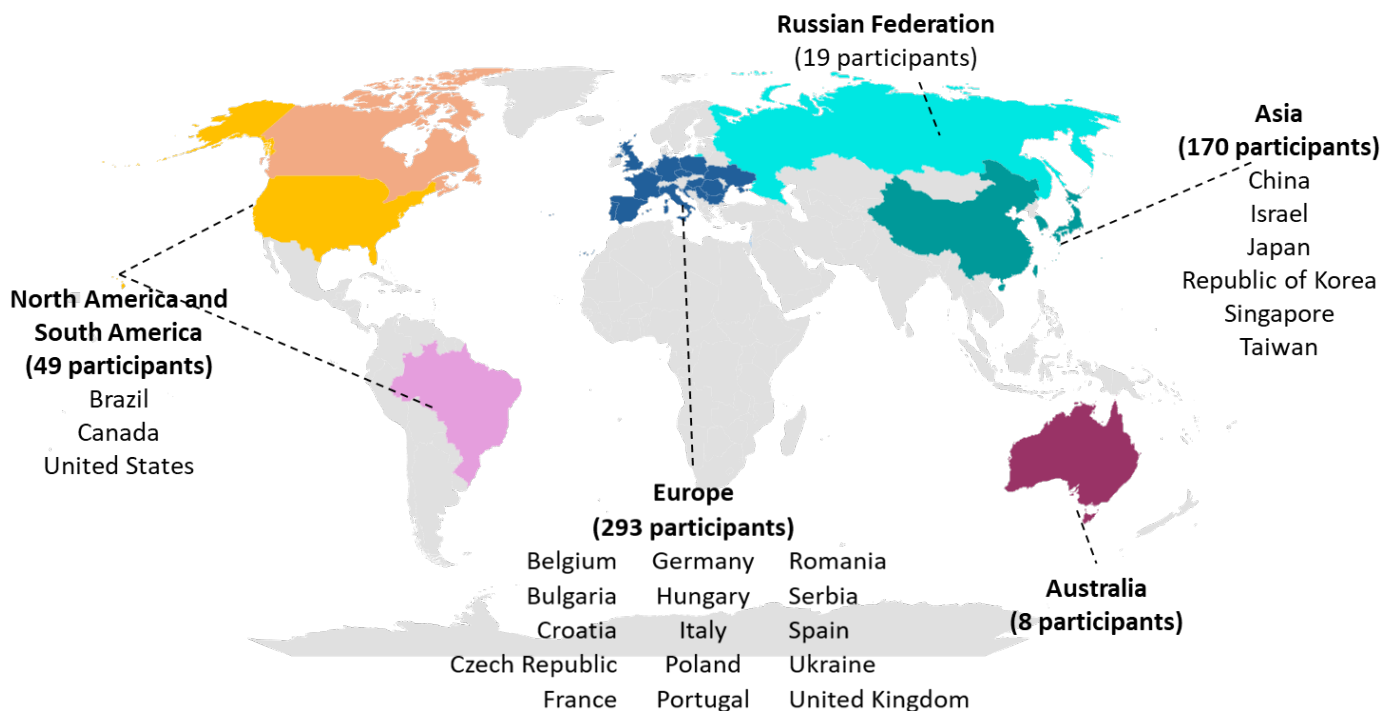 Russian Federation
(19 participants)
Asia
(170 participants)
China
Israel
Japan
Republic of Korea
Singapore
Taiwan
North America and
South America
(49 participants)
Brazil
Canada
United States
Europe
(293 participants)
Belgium Germany Romania
Bulgaria Hungary Serbia
Croatia Italy Spain
Czech Republic Poland Ukraine
France Portugal United Kingdom
Australia
(8 participants)